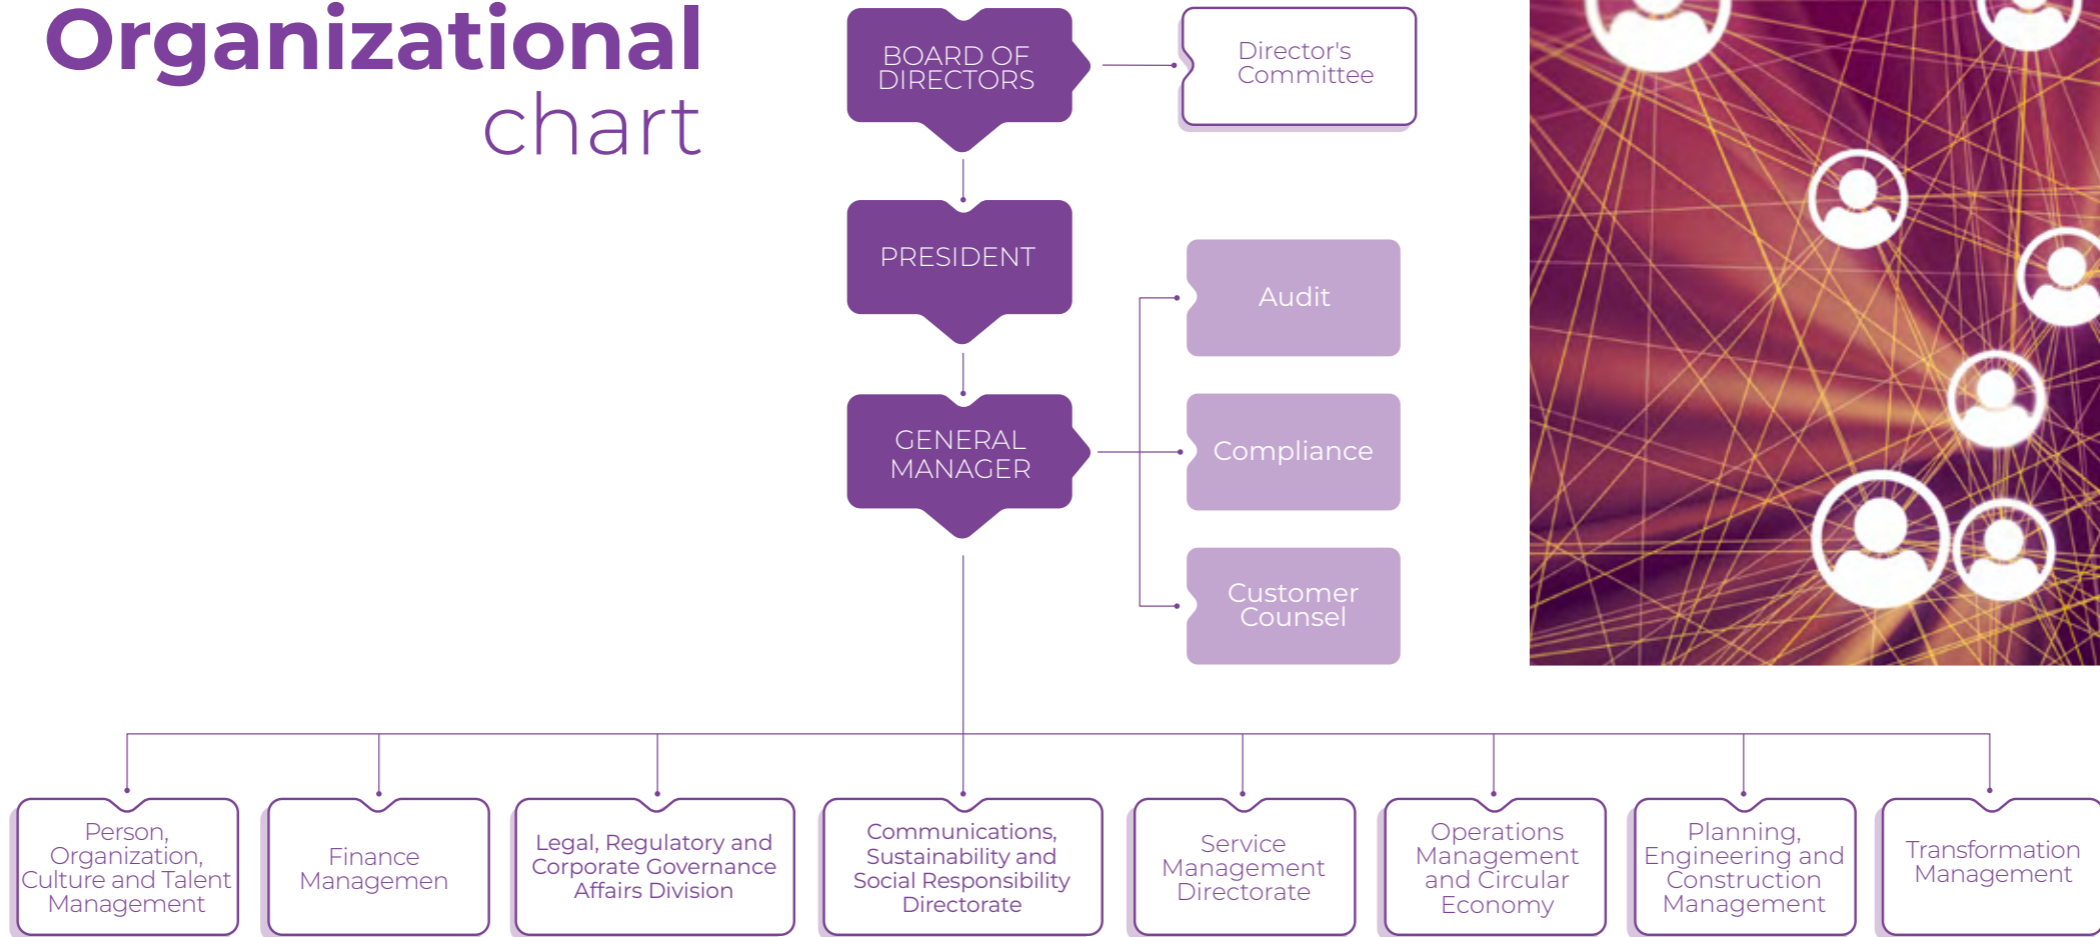 Organizational
chart
BOARD OF
DIRECTORS
Director's
Committee
PRESIDENT
Audit
GENERAL
MANAGER
Compliance
Customer
Counsel
Person,
Organization,
Culture and Talent
Management
Finance
Managemen
Legal, Regulatory and
Corporate Governance
Affairs Division
Communications,
Sustainability and
Social Responsibility
Directorate
Service
Management
Directorate
Operations
Management
and Circular
Economy
Planning,
Engineering and
Construction
Management
Transformation
Management